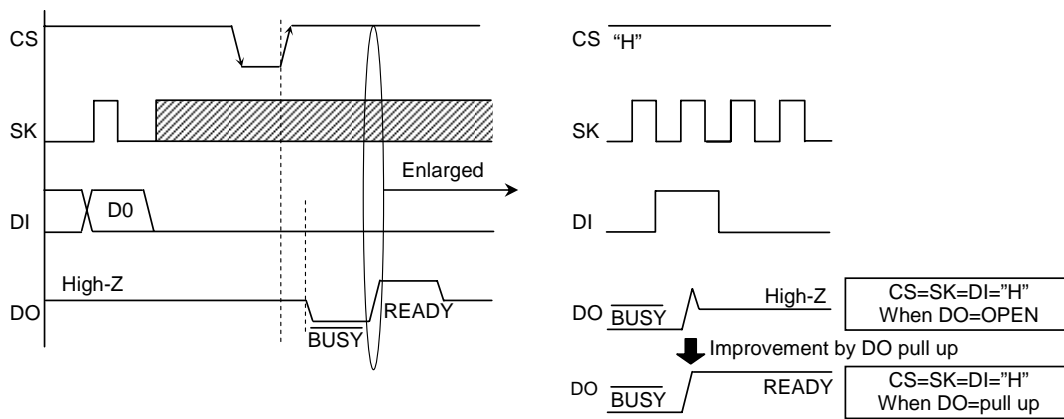 CS
SK
DI
D0
Enlarged
DO
High-Z
BUSY
READY
CS "H"
SK
DI
DO
BUSY
High-Z
CS=SK=DI="H"
When DO=OPEN
Improvement by DO pull up
DO
BUSY
READY
CS=SK=DI="H"
When DO=pull up